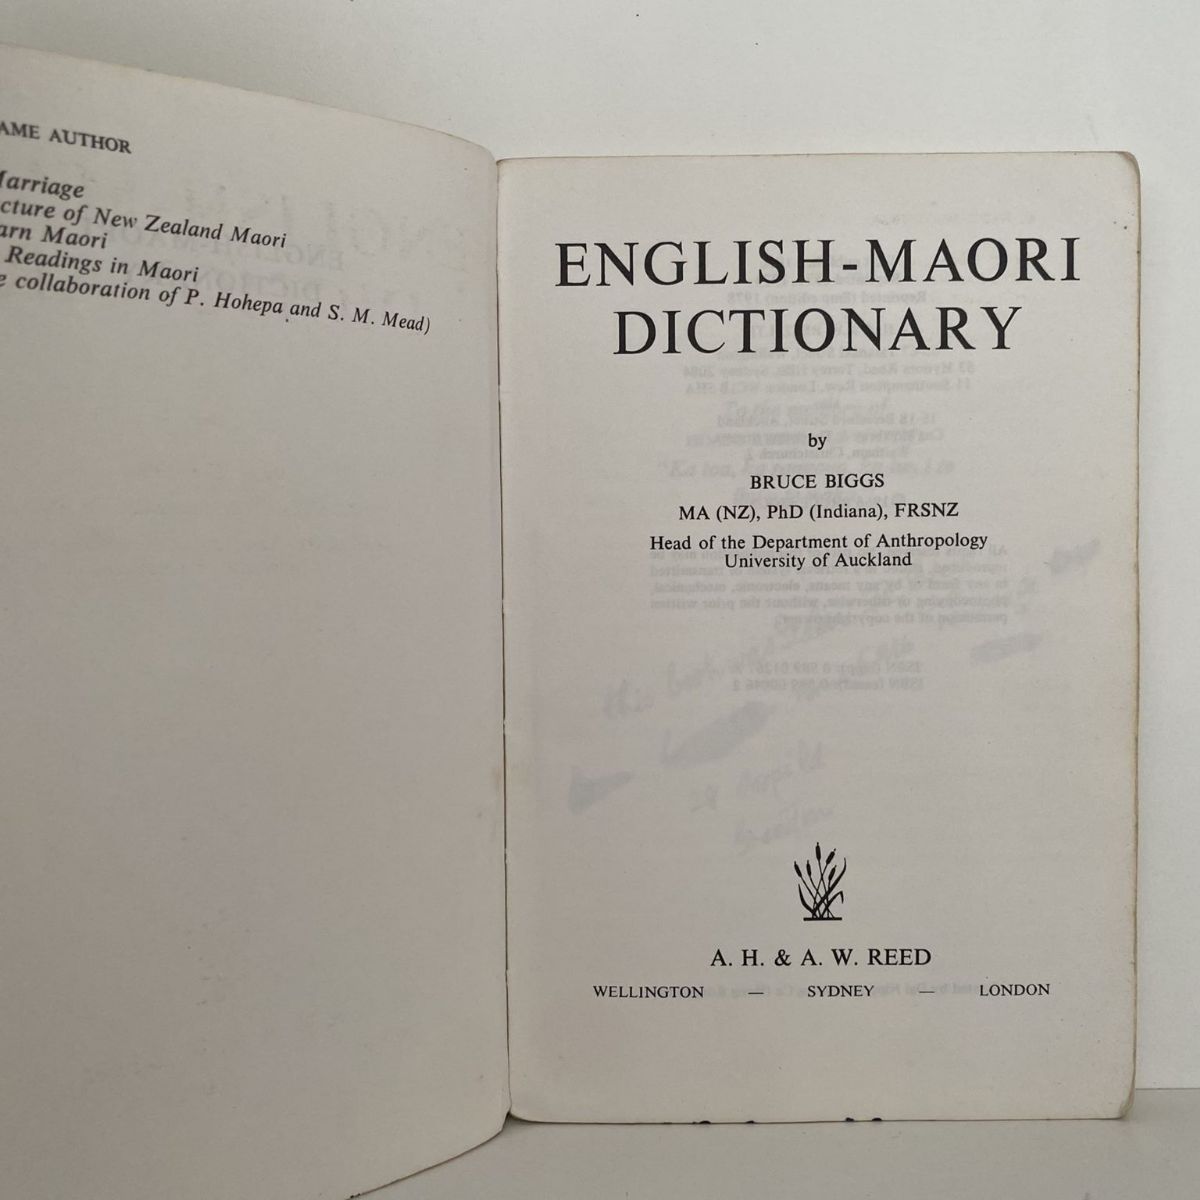 AME AUTHOR
Marriage
cture of New Zealand Maori
arn Maori
Readings in Maori
e collaboration of P. Hohepa and S. M. Mead)
ENGLISH-MAORI
DICTIONARY
by
BRUCE BIGGS
MA (NZ), PhD (Indiana), FRSNZ
Head of the Department of Anthropology
University of Auckland
A. H. & A. W. REED
WELLINGTON — SYDNEY — LONDON